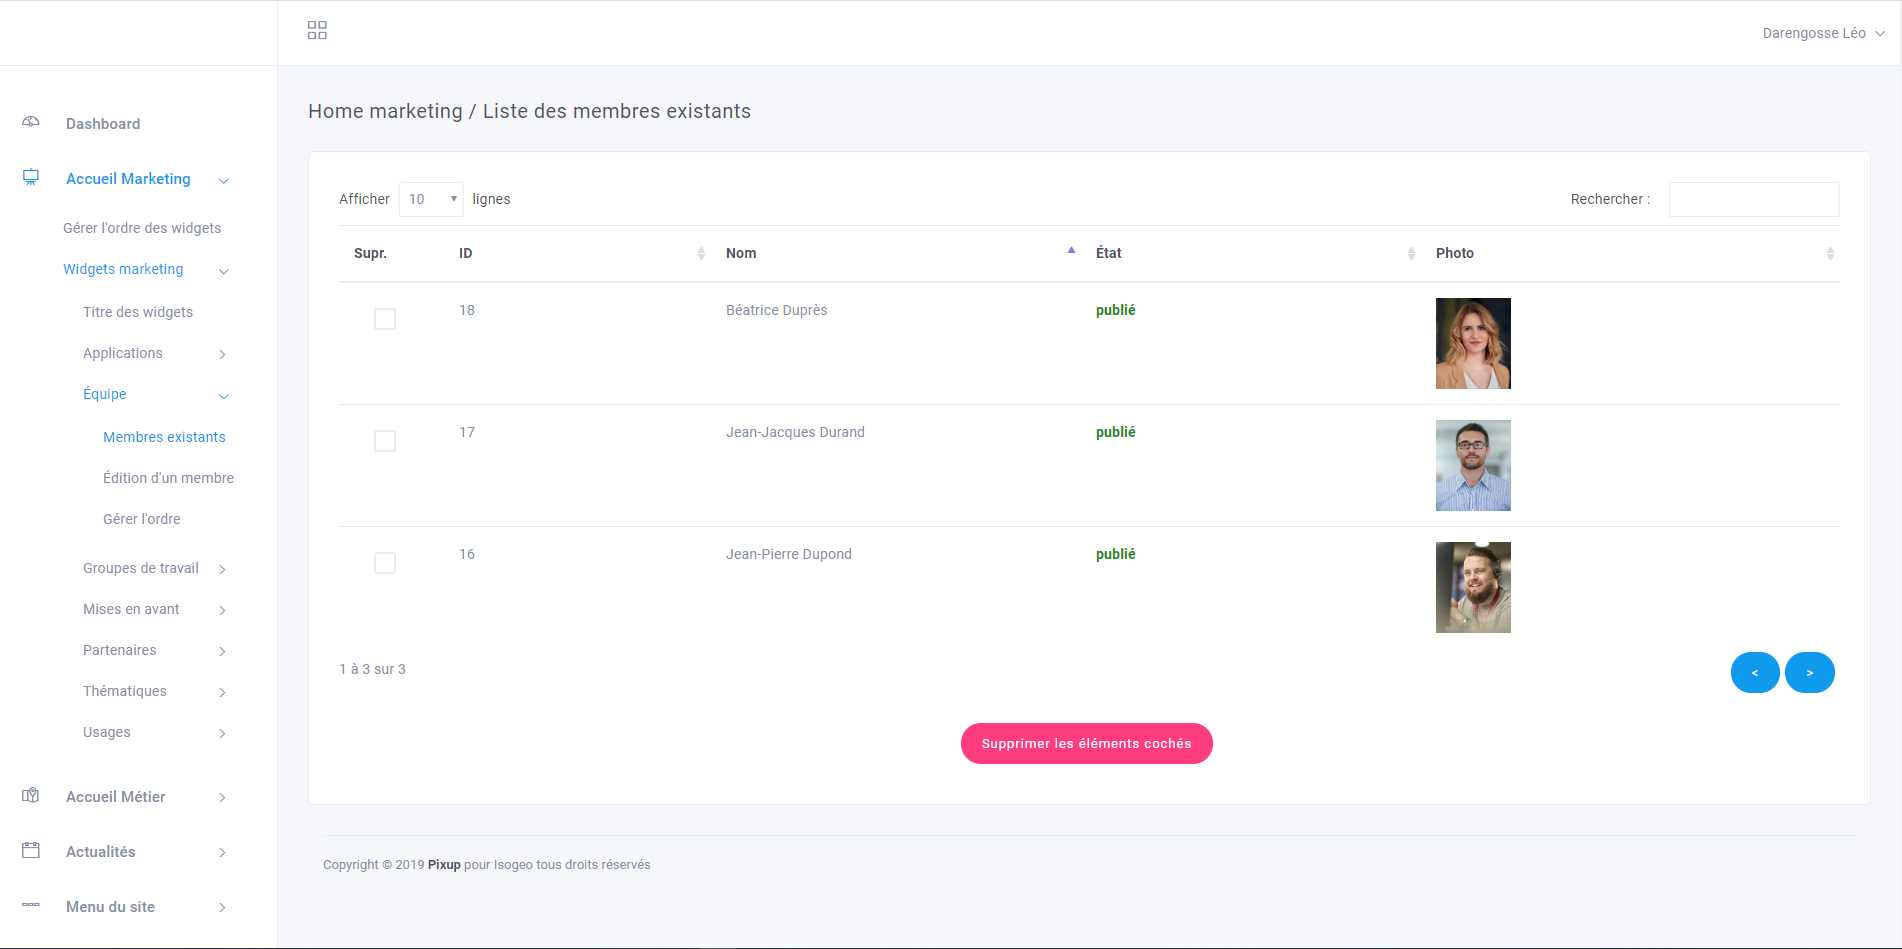 Darengosse Léo
Dashboard
Accueil Marketing
Gérer l'ordre des widgets
Widgets marketing
Titre des widgets
Applications
Équipe
Membres existants
Édition d'un membre
Gérer l'ordre
Groupes de travail
Mises en avant
Partenaires
Thématiques
Usages
Accueil Métier
Actualités
Menu du site
Home marketing / Liste des membres existants
Afficher 10 lignes
Rechercher :
Supr. ID Nom État Photo
18 Béatrice Duprès publié
17 Jean-Jacques Durand publié
16 Jean-Pierre Dupond publié
1 à 3 sur 3
< >
Supprimer les éléments cochés
Copyright © 2019 Pixup pour Isogeo tous droits réservés